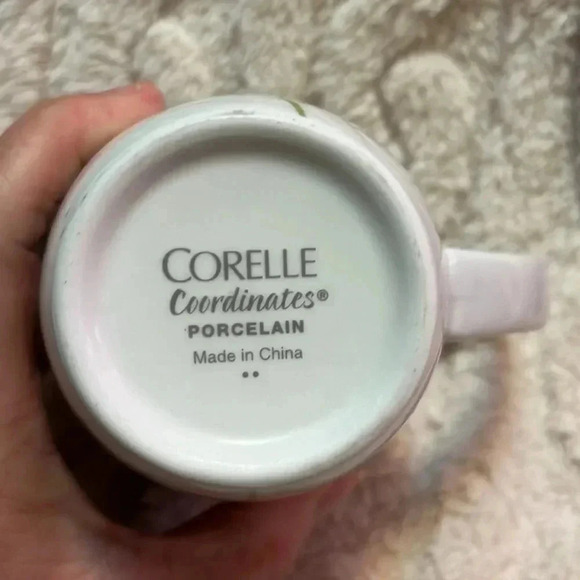 CORELLE
Coordinates®
PORCELAIN
Made in China
••